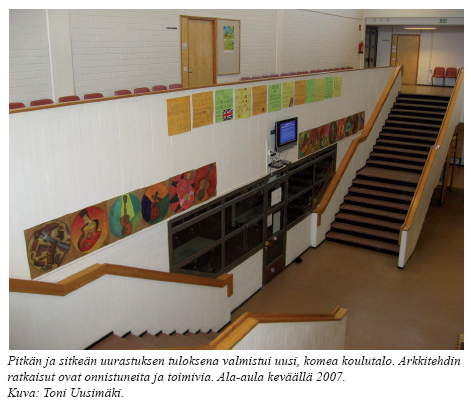 Pitkän ja sitkeän uurastuksen tuloksena valmistui uusi, komea koulutalo. Arkkitehdin
ratkaisut ovat onnistuneita ja toimivia. Ala-aula keväällä 2007.
Kuva: Toni Uusimäki.